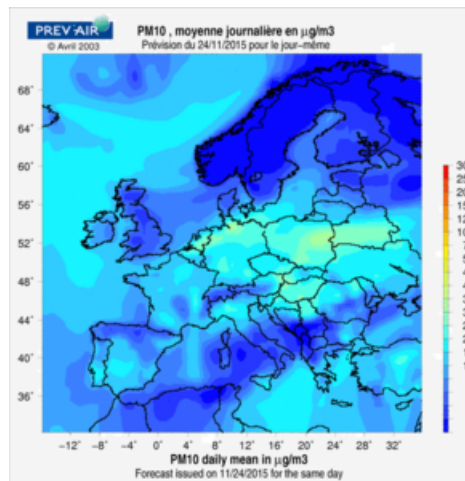 PREV'AIR
© Avril 2003
PM10 , moyenne journalière en µg/m3
Prévision du 24/11/2015 pour le jour-même
68°
64°
60°
56°
52°
48°
44°
40°
36°
−12° −8° −4° 0° 4° 8° 12° 16° 20° 24° 28° 32°
PM10 daily mean in µg/m3
Forecast issued on 11/24/2015 for the same day